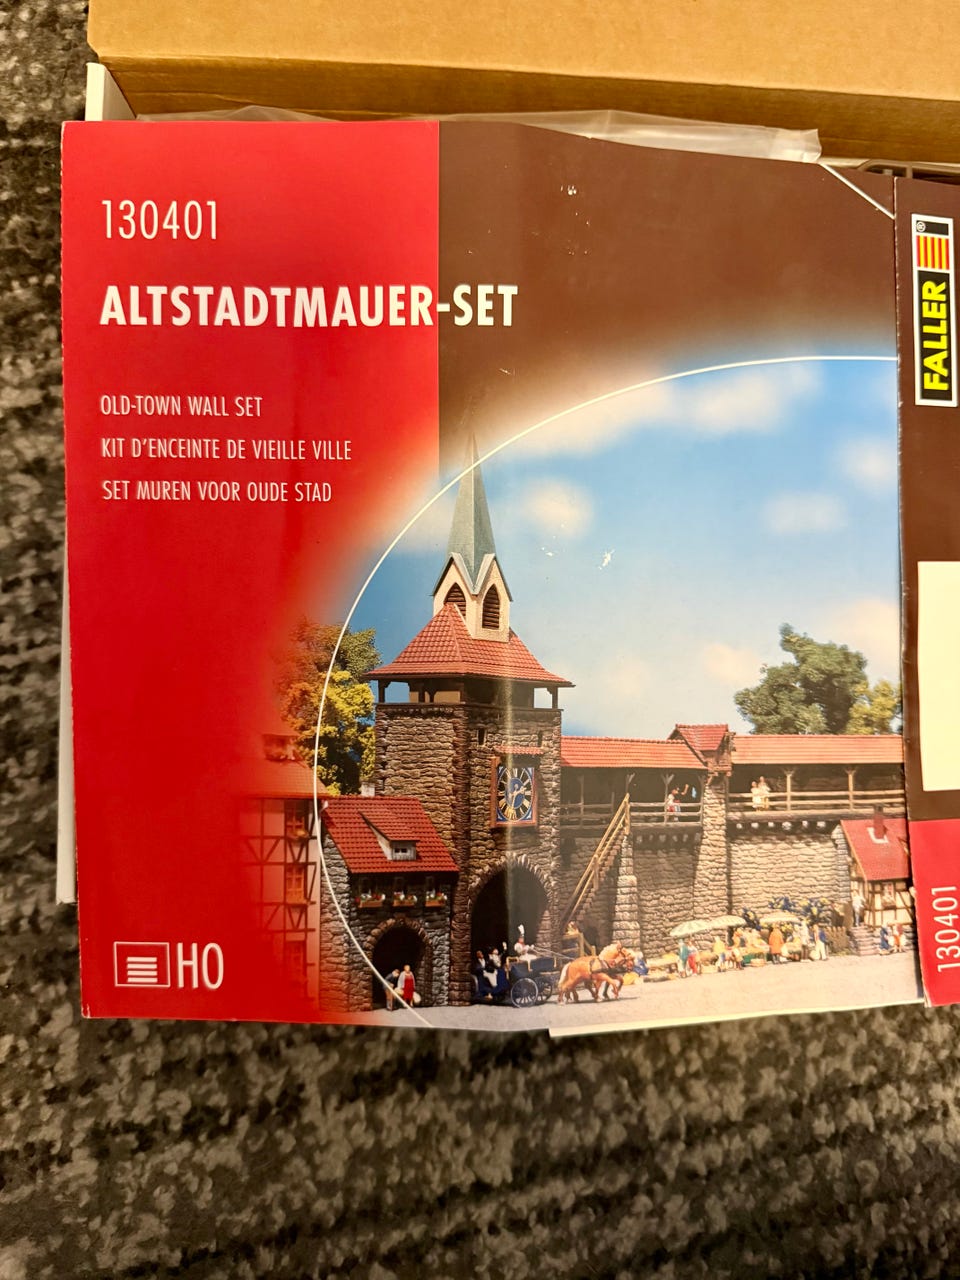 130401
ALTSTADTMAUER-SET
OLD-TOWN WALL SET
KIT D'ENCEINTE DE VIEILLE VILLE
SET MUREN VOOR OUDE STAD
H0
FALLER
®
130401